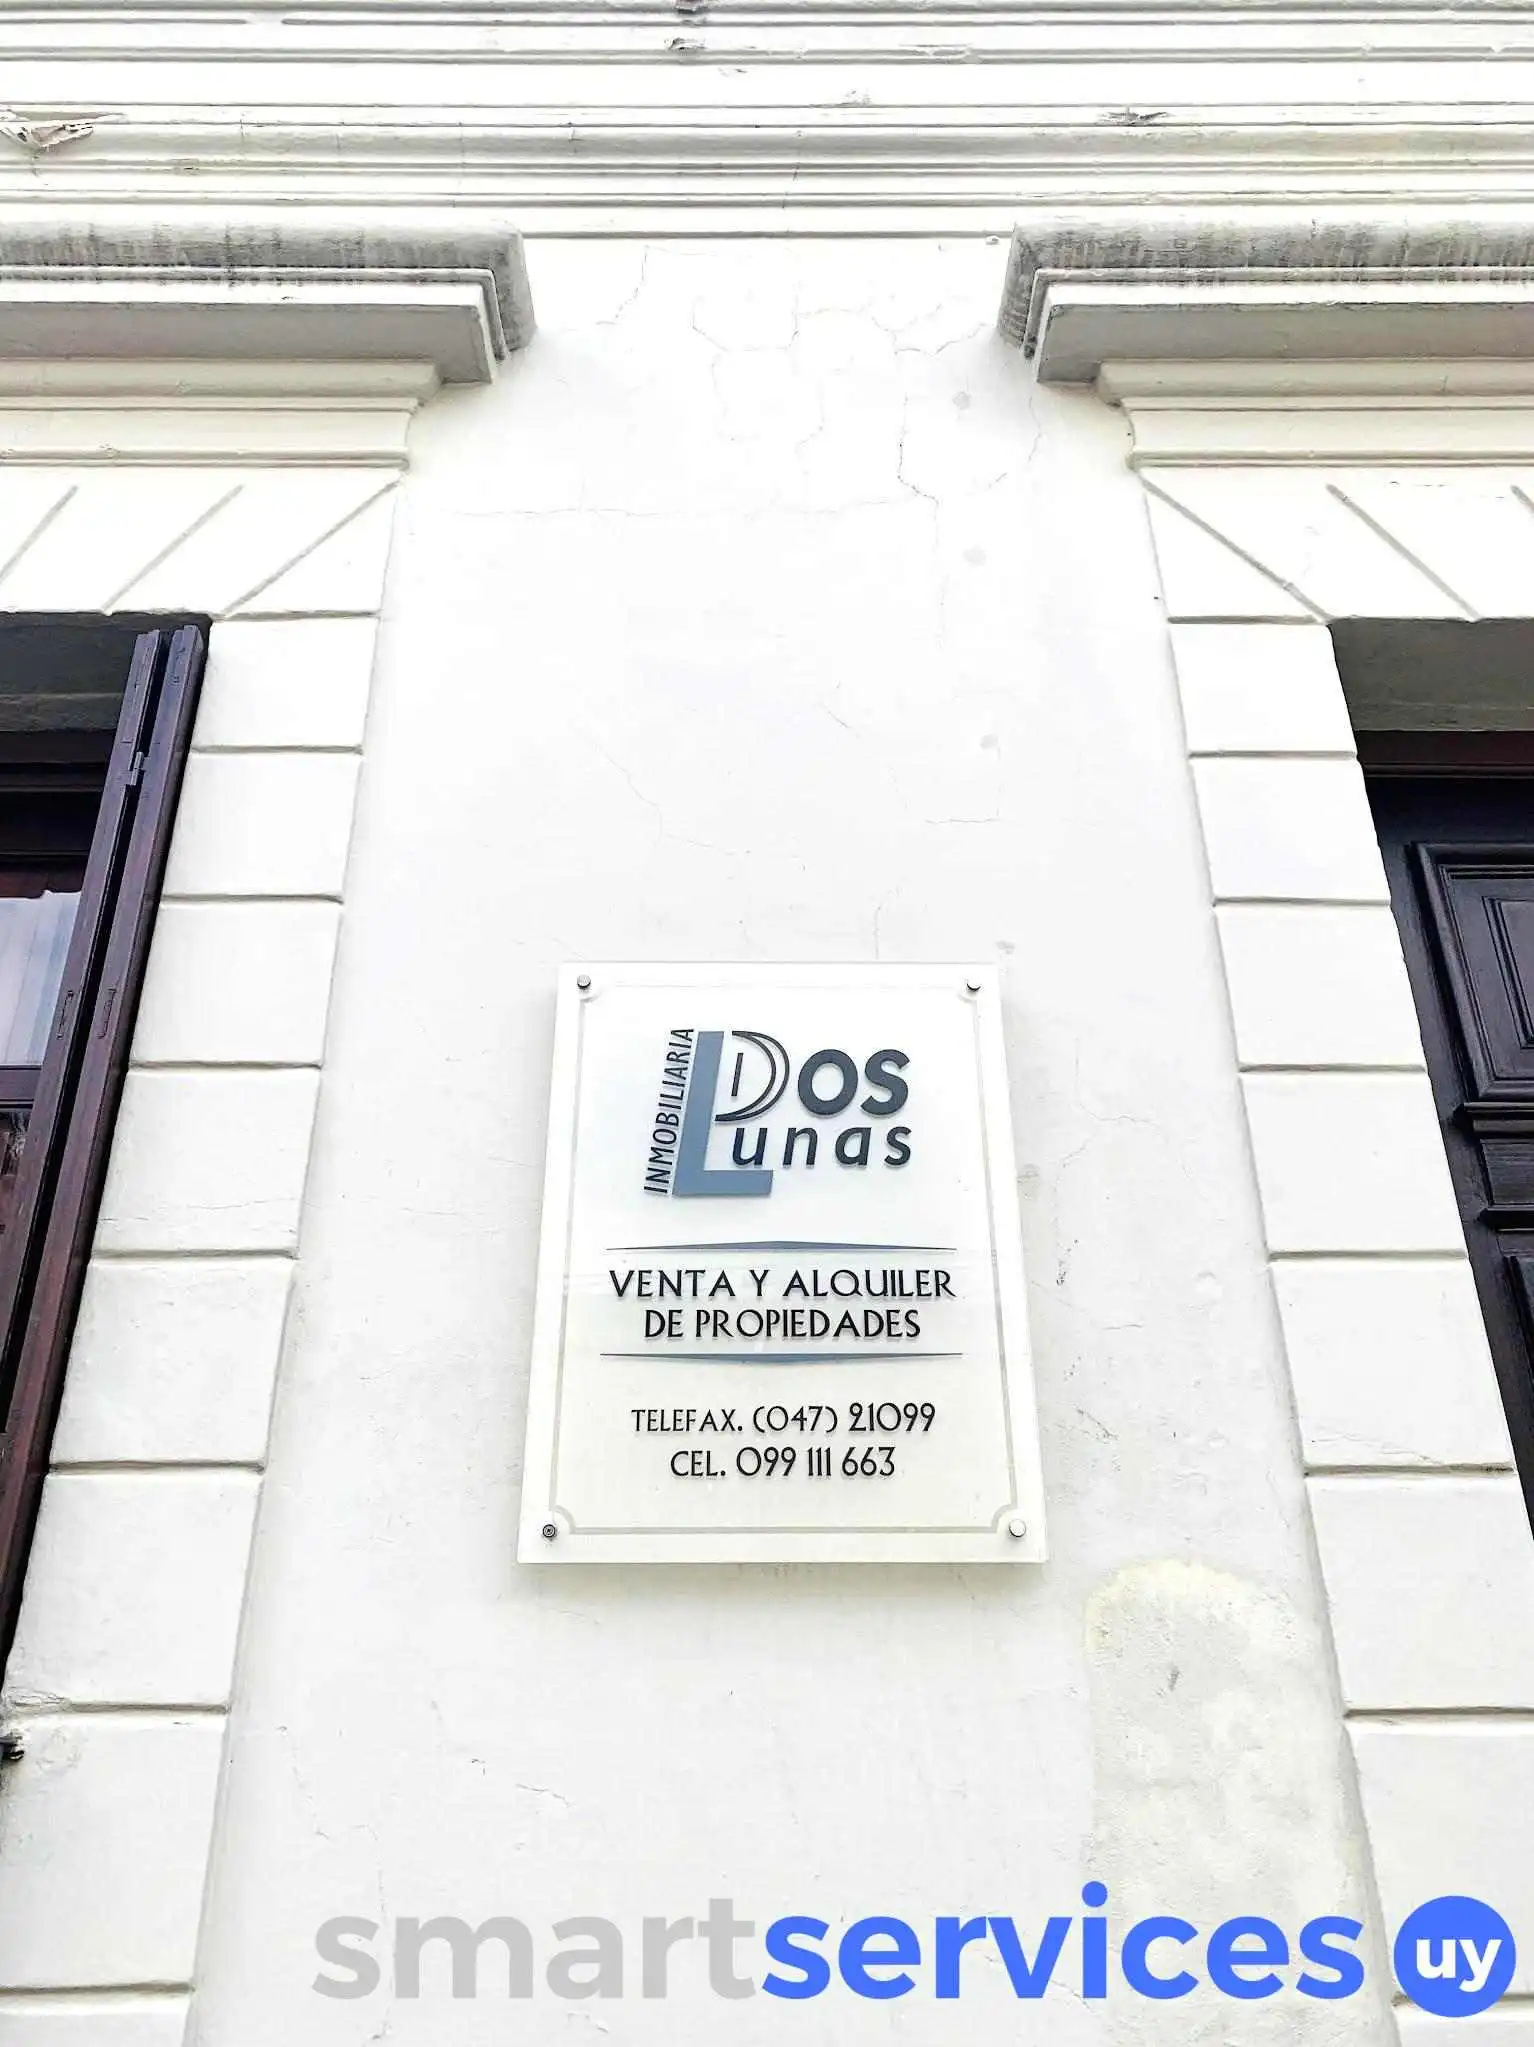 INMOBILIARIA
DOS
Lunas
VENTA Y ALQUILER
DE PROPIEDADES
TELEFAX. (047) 21099
CEL. 099 111 663
smartservices uy